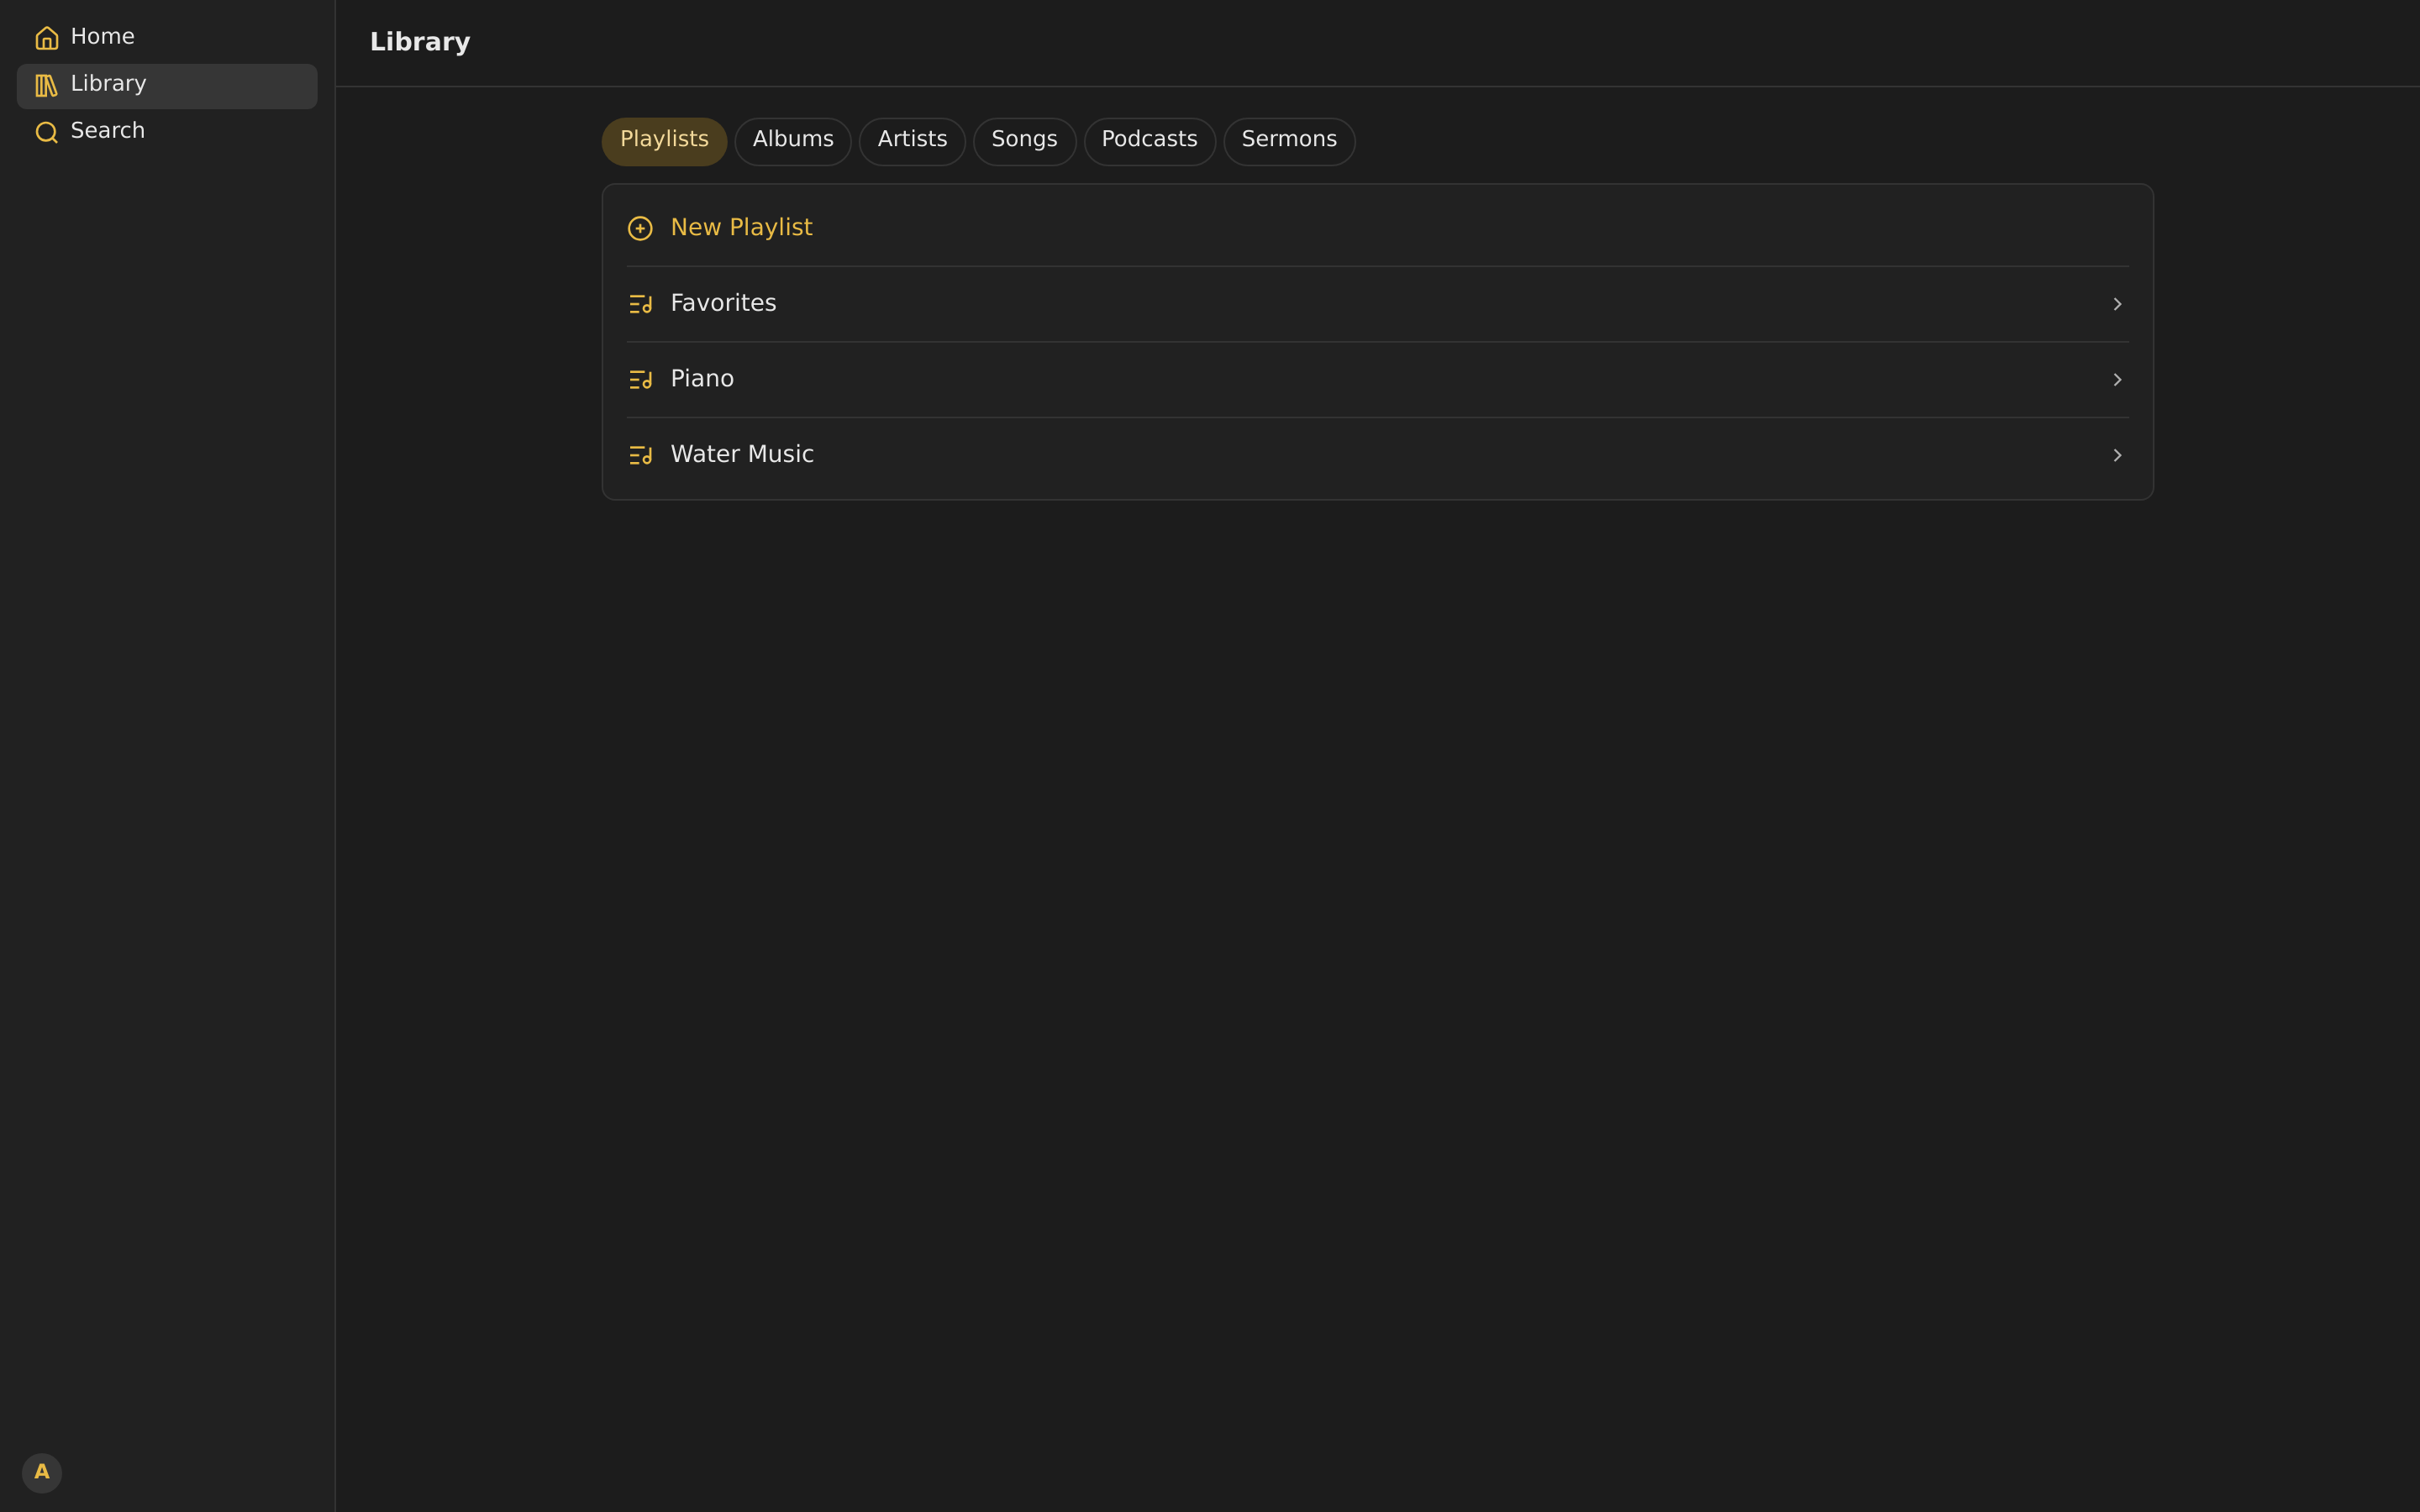 Home
Library
Search
A
Library
Playlists Albums Artists Songs Podcasts Sermons
New Playlist
Favorites
Piano
Water Music